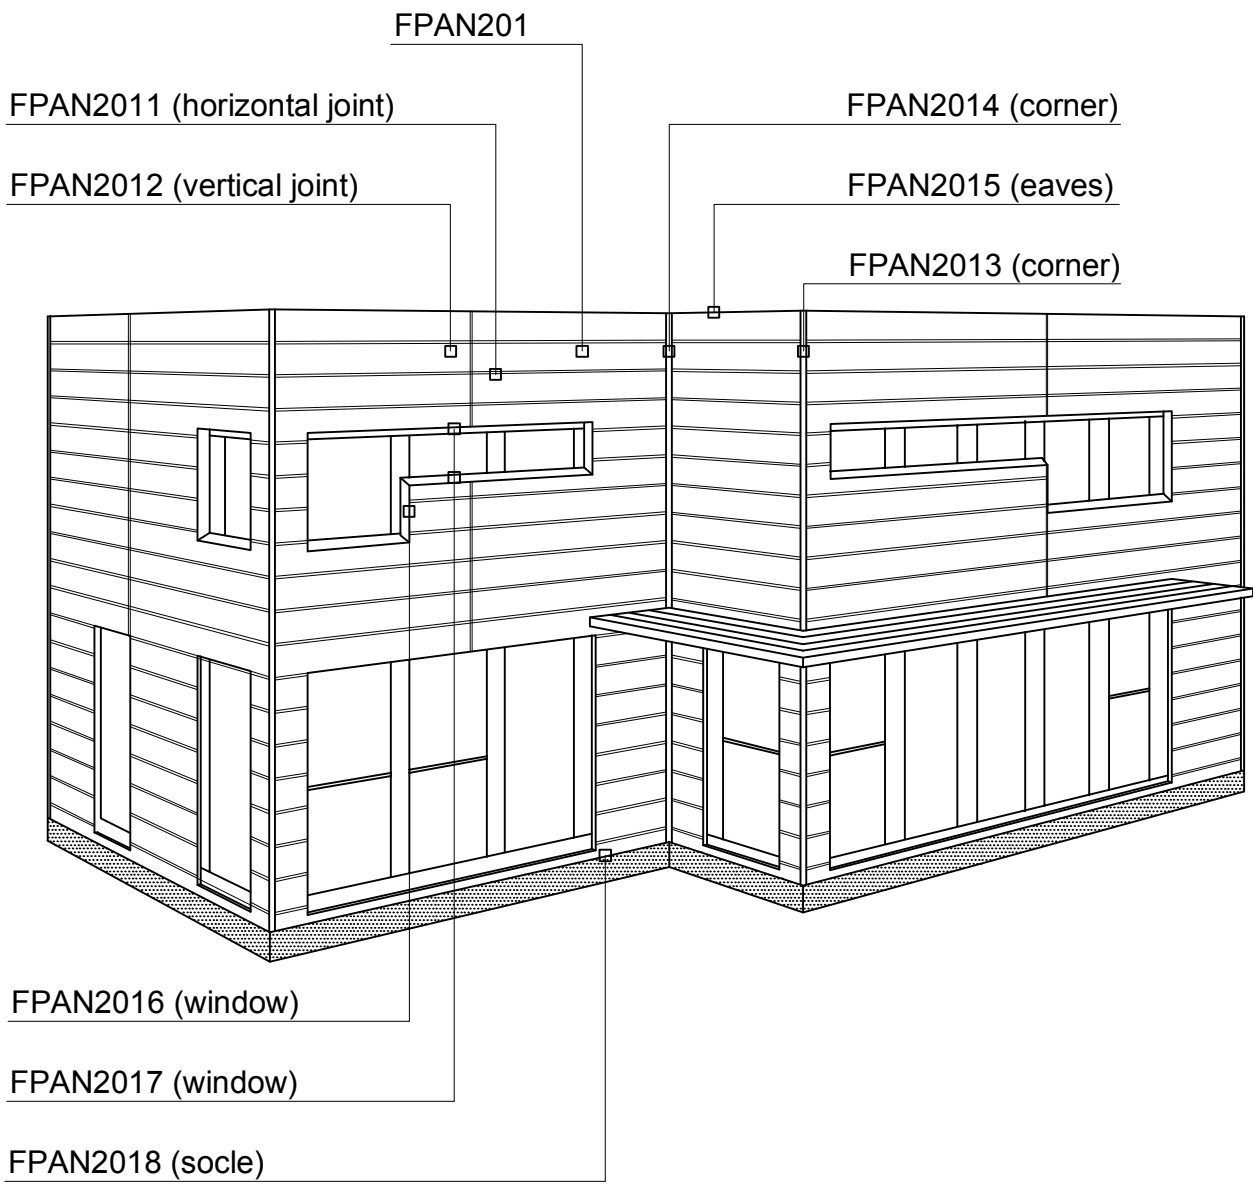 FPAN201
FPAN2011 (horizontal joint)
FPAN2014 (corner)
FPAN2012 (vertical joint)
FPAN2015 (eaves)
FPAN2013 (corner)
FPAN2016 (window)
FPAN2017 (window)
FPAN2018 (socle)